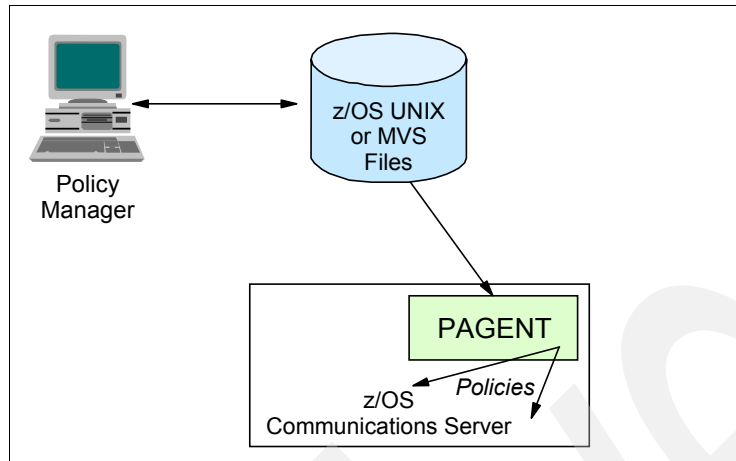 z/OS UNIX
or MVS
Files
Policy
Manager
PAGENT
Policies
z/OS
Communications Server